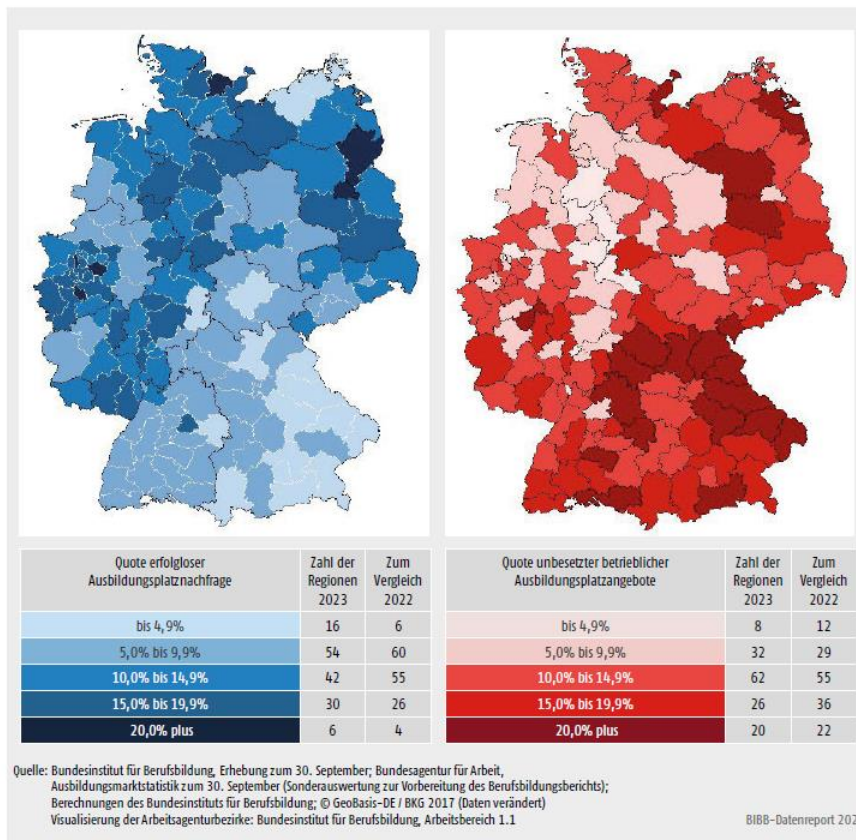 Quote erfolgloser
Ausbildungsplatznachfrage
Zahl der
Regionen
2023
Zum
Vergleich
2022
bis 4,9% 16 6
5,0% bis 9,9% 54 60
10,0% bis 14,9% 42 55
15,0% bis 19,9% 30 26
20,0% plus 6 4
Quote unbesetzter betrieblicher
Ausbildungsplatzangebote
Zahl der
Regionen
2023
Zum
Vergleich
2022
bis 4,9% 8 12
5,0% bis 9,9% 32 29
10,0% bis 14,9% 62 55
15,0% bis 19,9% 26 36
20,0% plus 20 22
Quelle: Bundesinstitut für Berufsbildung, Erhebung zum 30. September; Bundesagentur für Arbeit,
Ausbildungsmarktstatistik zum 30. September (Sonderauswertung zur Vorbereitung des Berufsbildungsberichts);
Berechnungen des Bundesinstituts für Berufsbildung; © GeoBasis-DE / BKG 2017 (Daten verändert)
Visualisierung der Arbeitsagenturbezirke: Bundesinstitut für Berufsbildung, Arbeitsbereich 1.1
BIBB-Datenreport